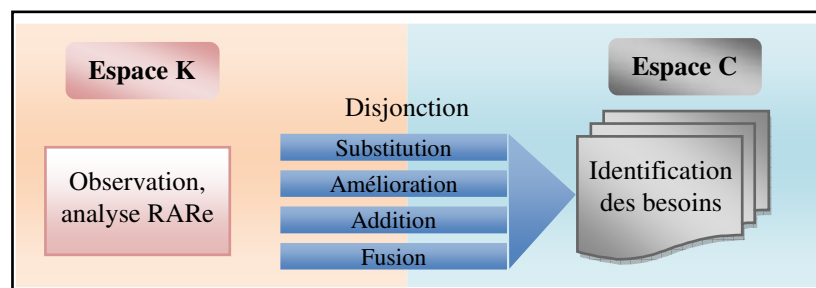 Espace K
Espace C
Disjonction
Observation,
analyse RARe
Substitution
Amélioration
Addition
Fusion
Identification
des besoins